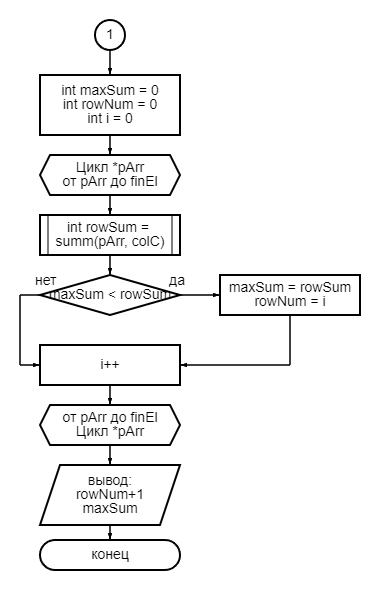 1
int maxSum = 0
int rowNum = 0
int i = 0
Цикл *pArr
от pArr до finEl
int rowSum =
summ(pArr, colC)
нет
да
maxSum < rowSum
maxSum = rowSum
rowNum = i
i++
от pArr до finEl
Цикл *pArr
вывод:
rowNum+1
maxSum
конец